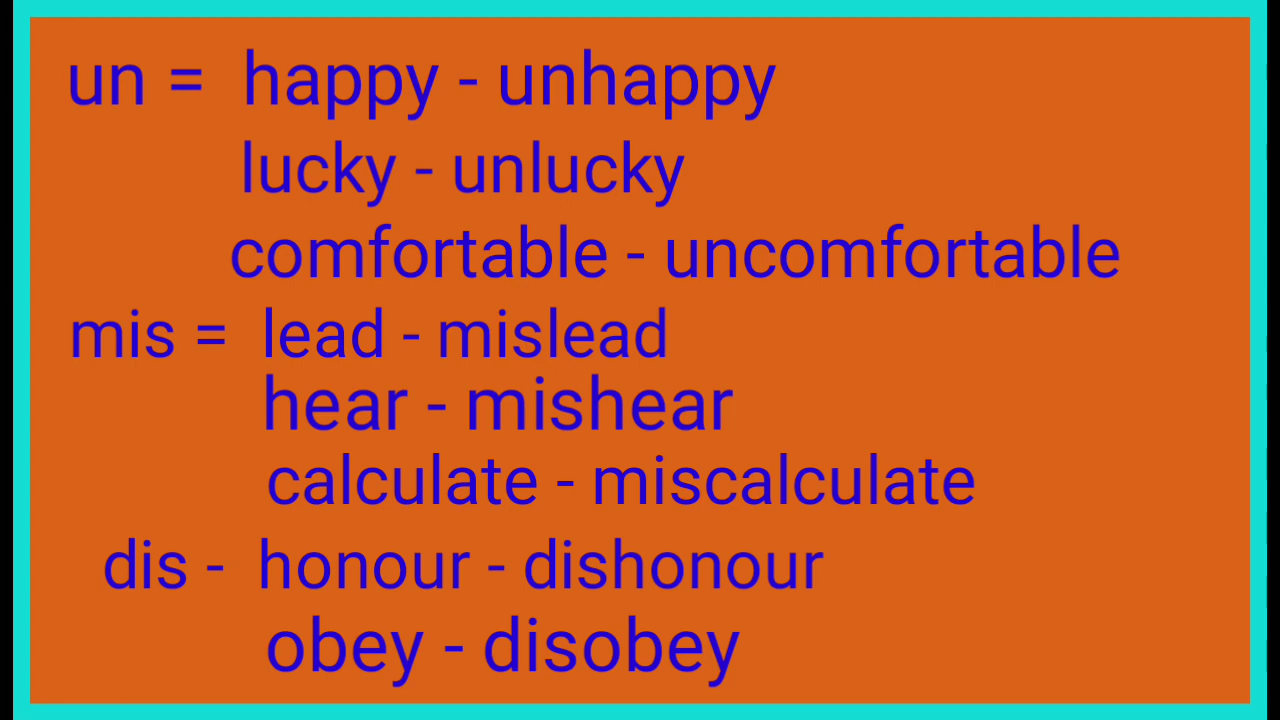 un = happy - unhappy
lucky - unlucky
comfortable - uncomfortable
mis = lead - mislead
hear - mishear
calculate - miscalculate
dis - honour - dishonour
obey - disobey